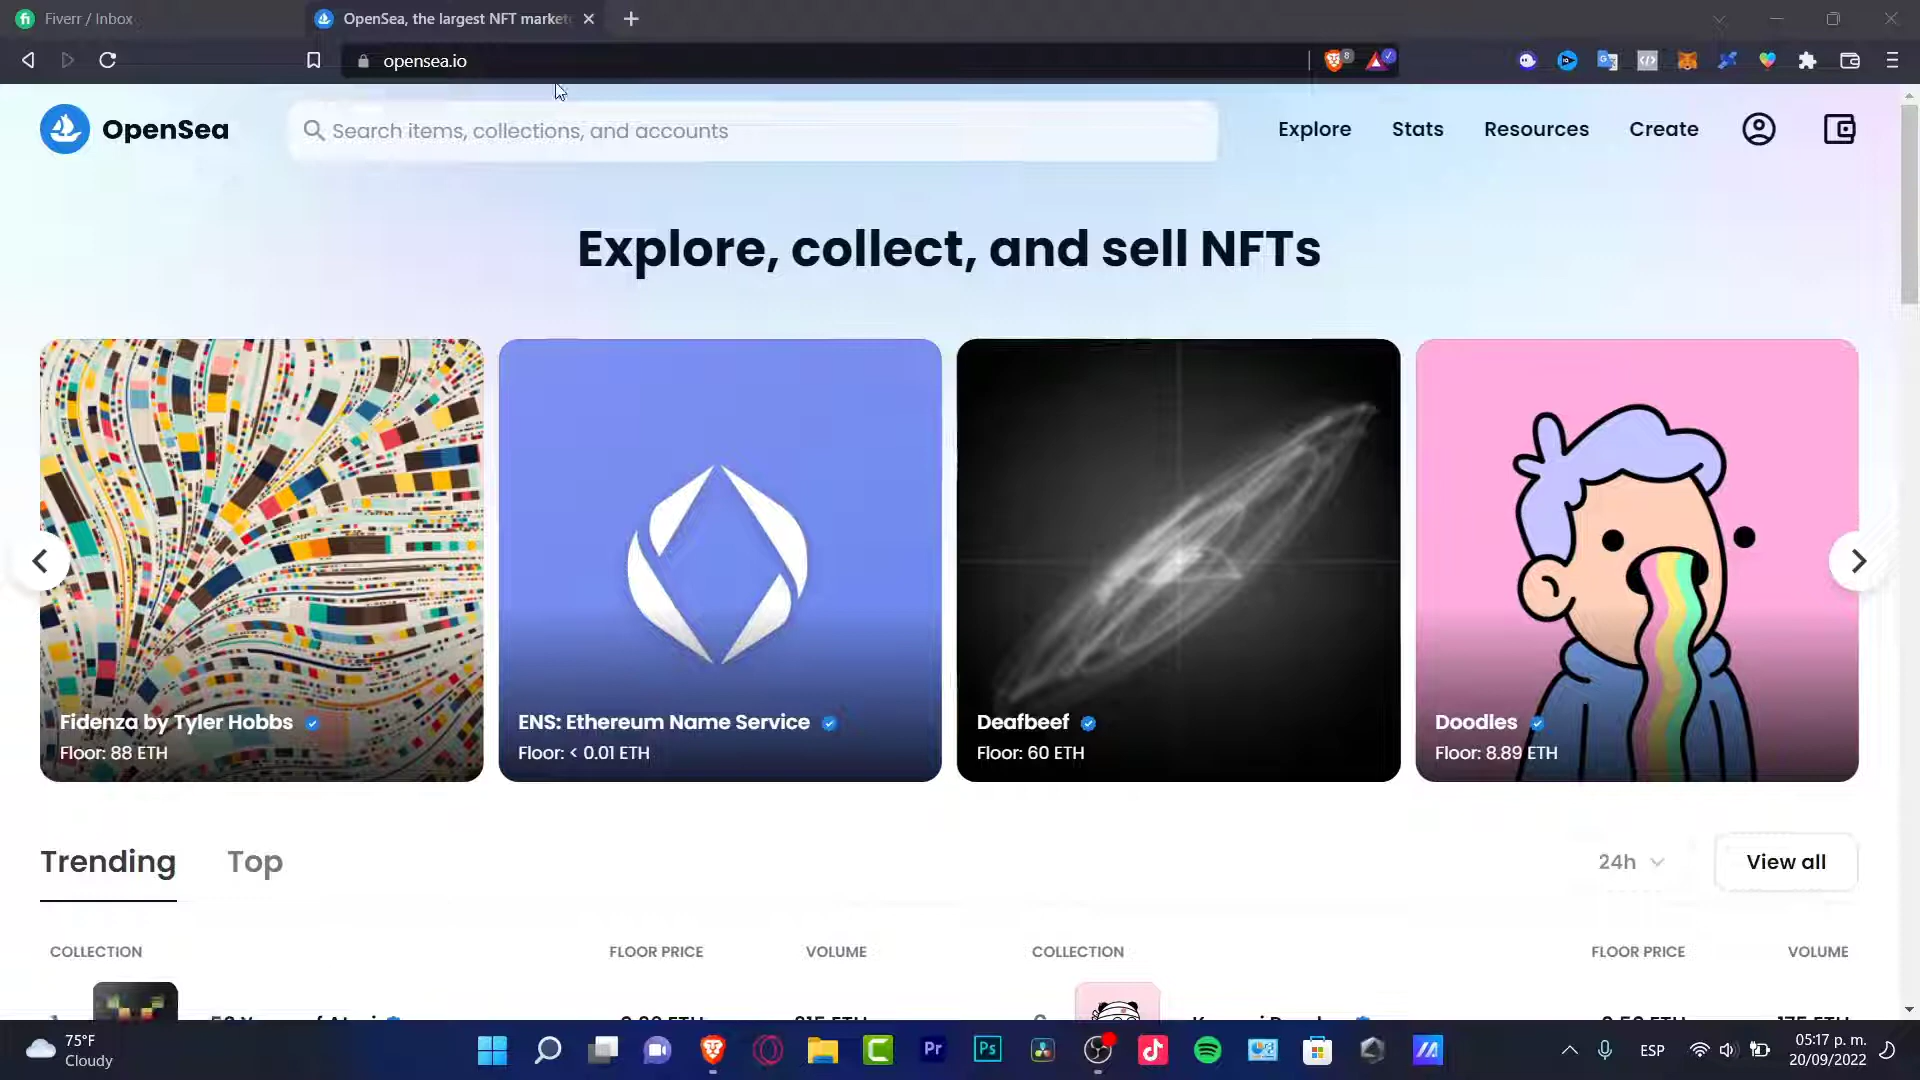 Fiverr / Inbox
OpenSea, the largest NFT market
opensea.io
OpenSea
Search items, collections, and accounts
Explore
Stats
Resources
Create
Explore, collect, and sell NFTs
Fidenza by Tyler Hobbs
Floor: 88 ETH
ENS: Ethereum Name Service
Floor: < 0.01 ETH
Deafbeef
Floor: 60 ETH
Doodles
Floor: 8.89 ETH
Trending
Top
24h
View all
COLLECTION
FLOOR PRICE
VOLUME
COLLECTION
FLOOR PRICE
VOLUME
75°F
Cloudy
Pr
Ps
ESP
05:17 p. m.
20/09/2022